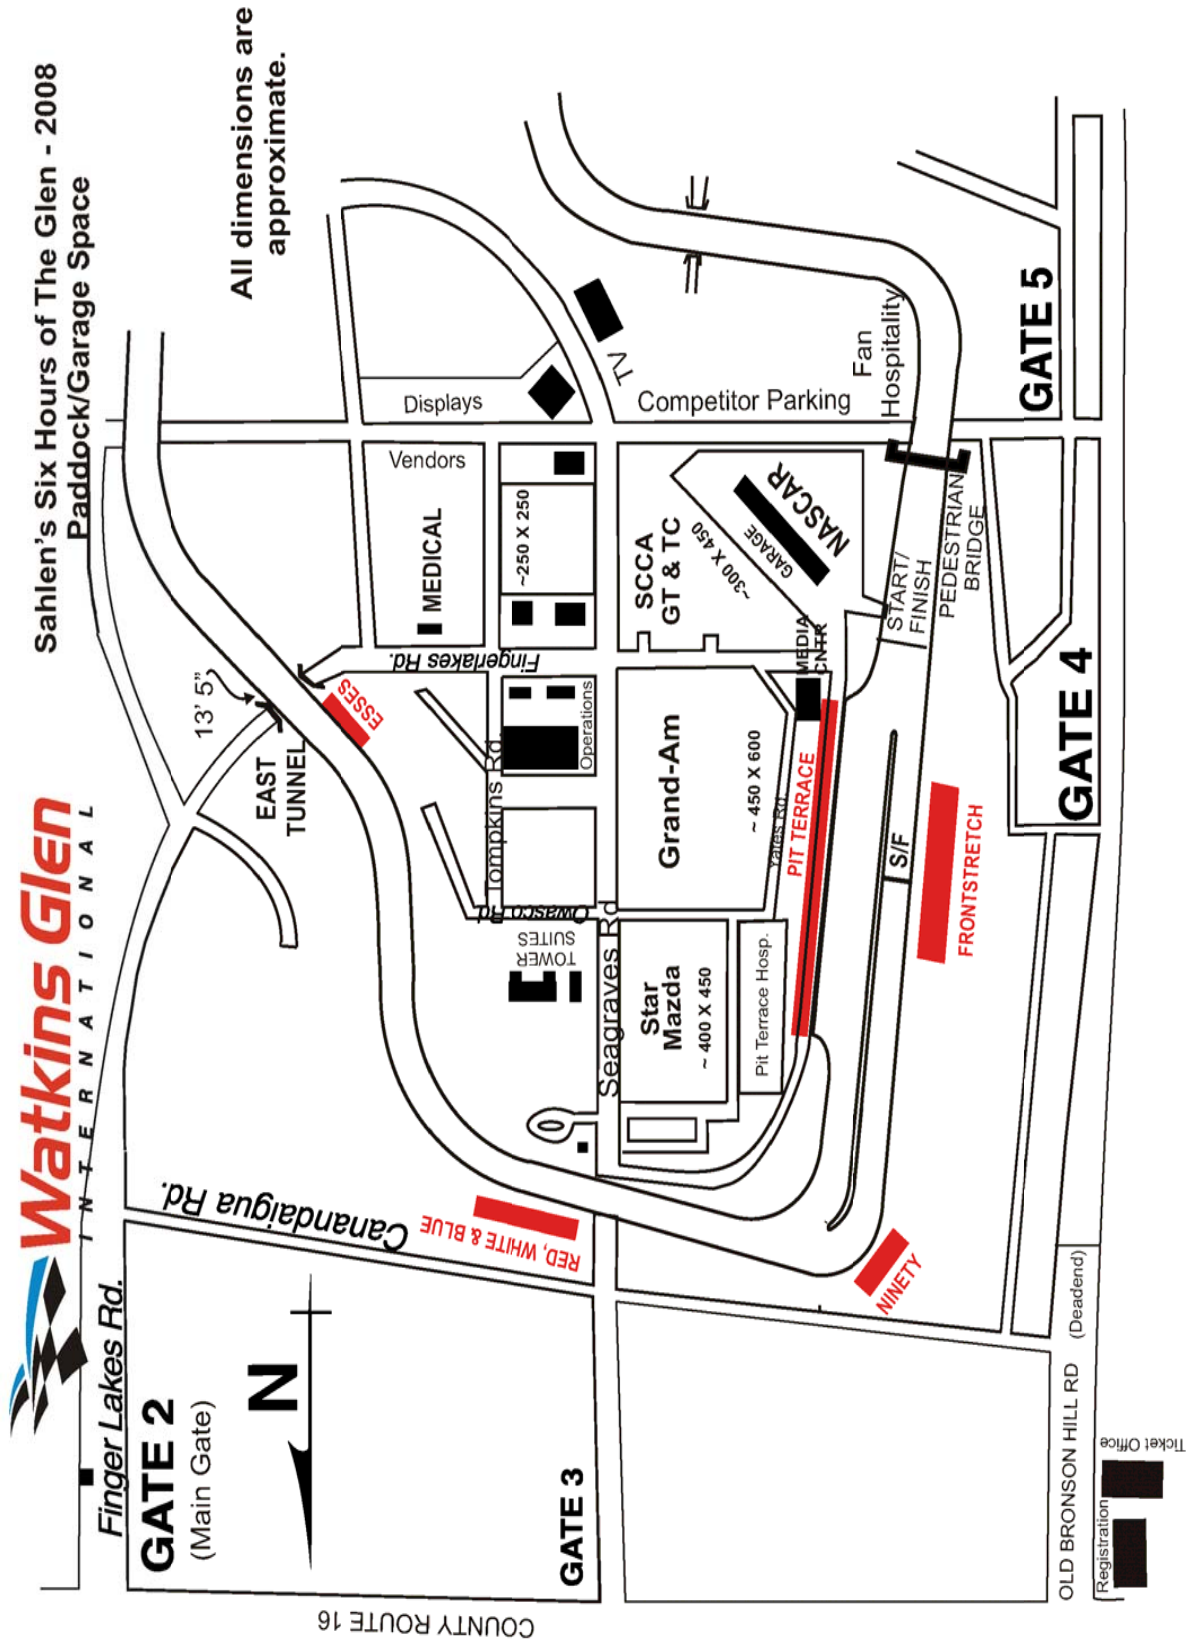 Sahlen's Six Hours of The Glen - 2008
Paddock/Garage Space
All dimensions are
approximate.
Watkins Glen
INTERNATIONAL
13' 5"
EAST
TUNNEL
ESSES
Displays
TV
Competitor Parking
Fan
Hospitality
Vendors
MEDICAL
~250 X 250
SCCA
GT & TC
~300 X 450
GARAGE
NASCAR
MEDIA
CNTR
START/
FINISH
PEDESTRIAN
BRIDGE
GATE 5
GATE 4
Fingerlakes Rd.
Tompkins Rd.
Operations
Grand-Am
~ 450 X 600
Yates Rd.
PIT TERRACE
S/F
FRONTSTRETCH
Owasco Rd.
TOWER
SUITES
Seagraves Rd
Star
Mazda
~ 400 X 450
Pit Terrace Hosp.
Canandaigua Rd.
RED, WHITE & BLUE
NINETY
Finger Lakes Rd.
GATE 2
(Main Gate)
N
GATE 3
COUNTY ROUTE 16
OLD BRONSON HILL RD
(Deadend)
Registration
Ticket Office